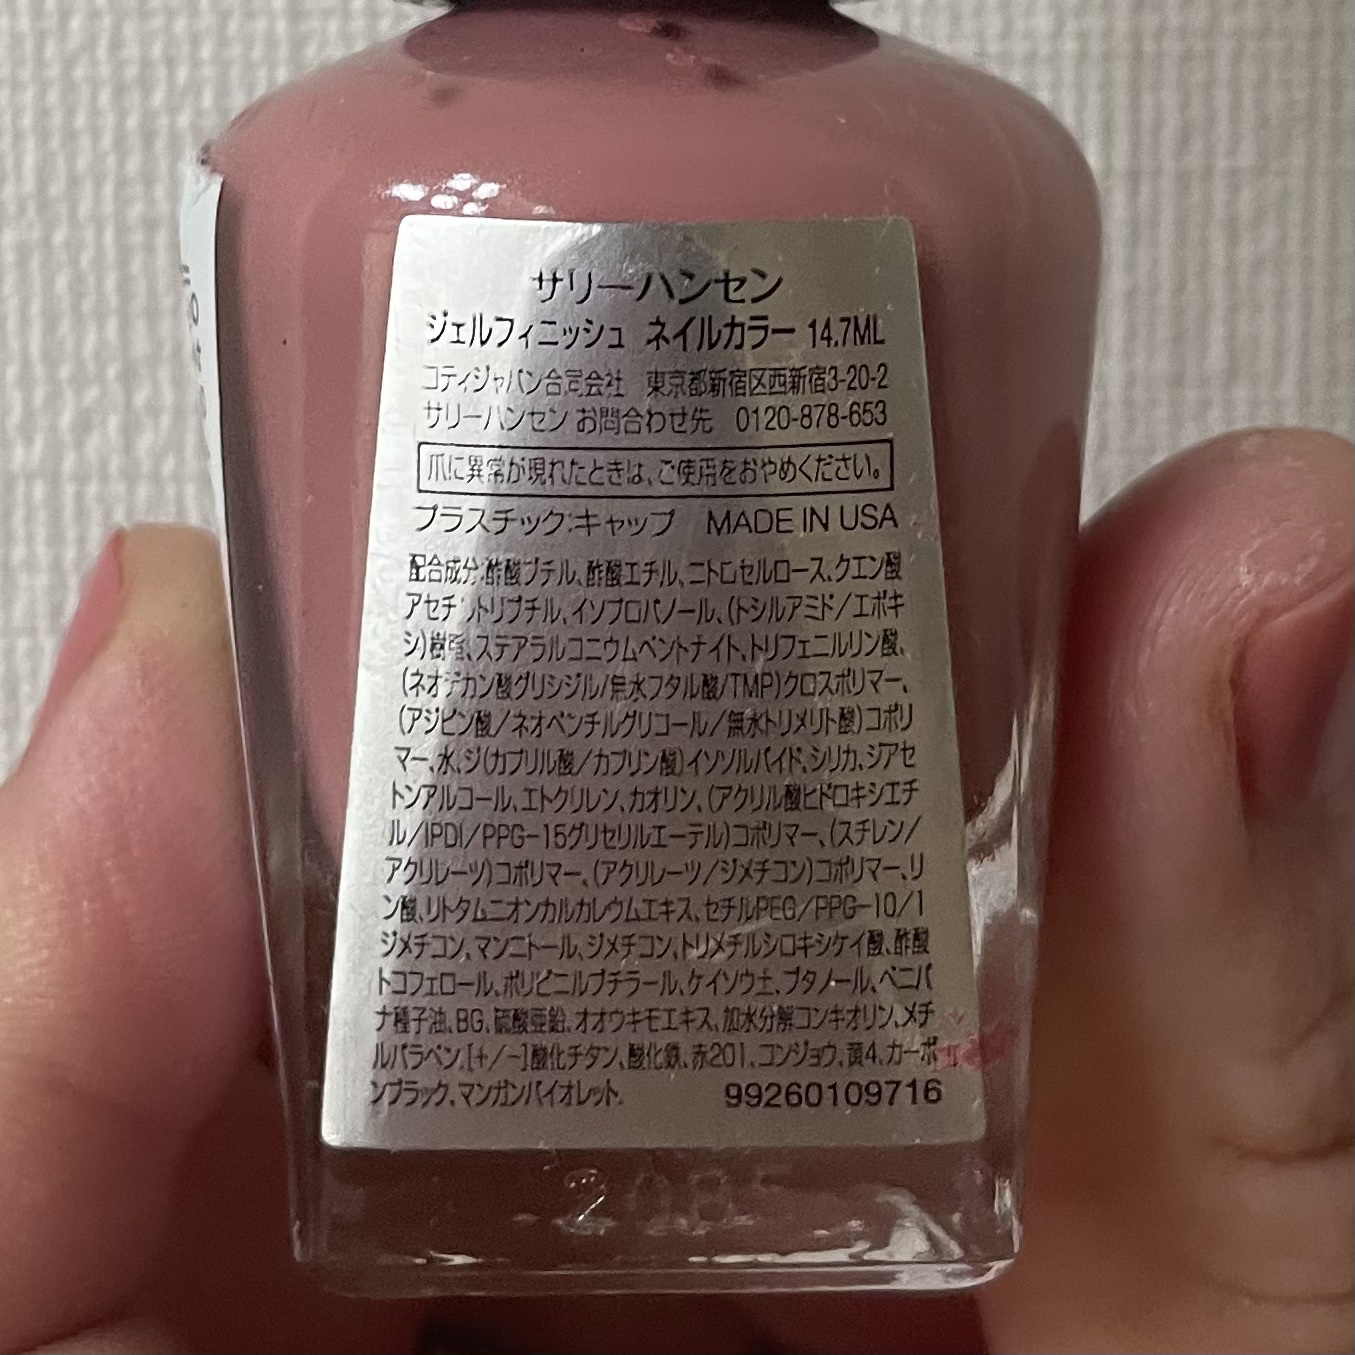 サリーハンセン
ジェルフィニッシュ ネイルカラー 14.7ML
コティジャパン合同会社 東京都新宿区西新宿3-20-2
サリーハンセン お問合わせ先 0120-878-653
爪に異常が現れたときは、ご使用をおやめください。
プラスチック:キャップ MADE IN USA
配合成分:酢酸ブチル、酢酸エチル、ニトロセルロース、クエン酸
アセチルトリブチル、イソプロパノール、(トシルアミド/エポキ
シ)樹脂、ステアラルコニウムベントナイト、トリフェニルリン酸、
(ネオデカン酸グリシジル/無水フタル酸/TMP)クロスポリマー、
(アジピン酸/ネオペンチルグリコール/無水トリメリト酸)コポリ
マー、水、ジ(カプリル酸/カプリン酸)イソソルバイド、シリカ、ジアセ
トンアルコール、エトクリレン、カオリン、(アクリル酸ヒドロキシエチ
ル/IPDI/PPG-15グリセリルエーテル)コポリマー、(スチレン/
アクリレーツ)コポリマー、(アクリレーツ/ジメチコン)コポリマー、リ
ン酸、リトタムニオンカルカレウムエキス、セチルPEG/PPG-10/1
ジメチコン、マンニトール、ジメチコン、トリメチルシロキシケイ酸、酢酸
トコフェロール、ポリビニルブチラール、ケイソウ土、ブタノール、ベニバ
ナ種子油、BG、硫酸亜鉛、オオウキモエキス、加水分解コンキオリン、メチ
ルパラベン、[+/-]酸化チタン、酸化鉄、赤201、コンジョウ、黄4、カーボ
ンブラック、マンガンバイオレット.
99260109716